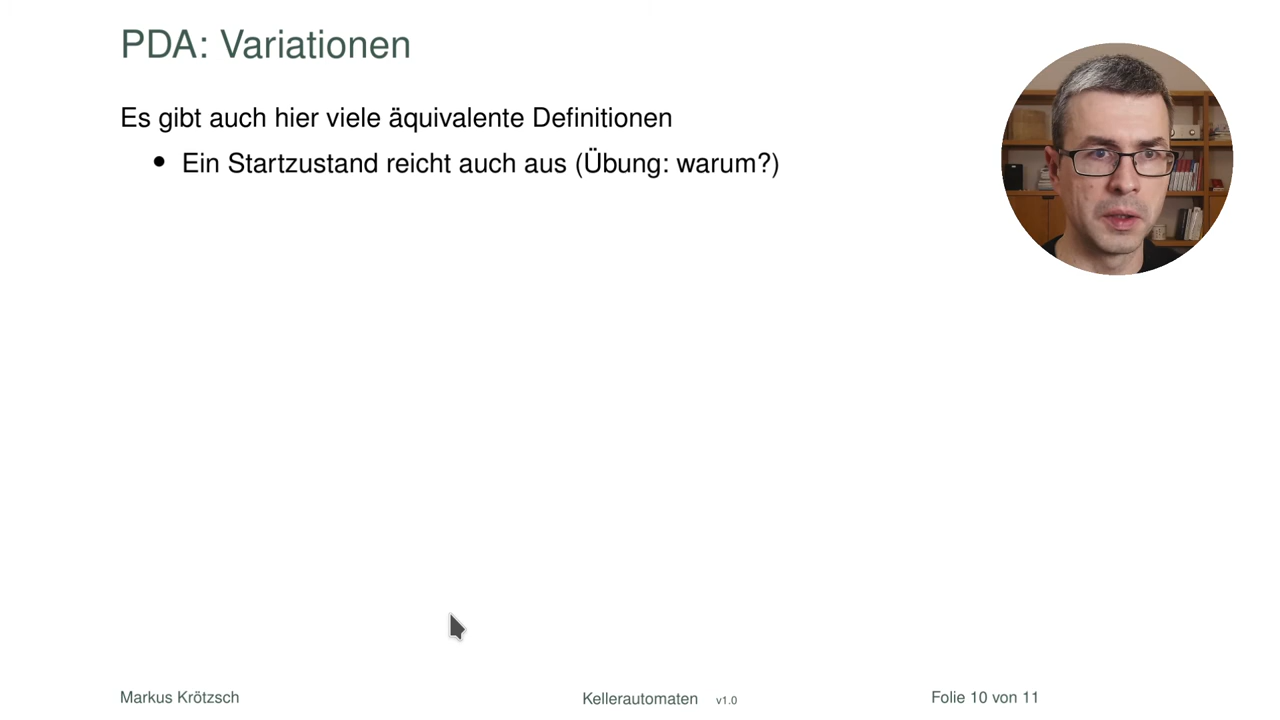 PDA: Variationen
Es gibt auch hier viele äquivalente Definitionen
• Ein Startzustand reicht auch aus (Übung: warum?)
Markus Krötzsch Kellerautomaten v1.0 Folie 10 von 11